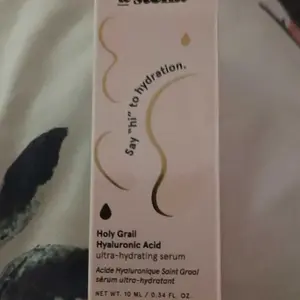 Say "hi" to hydration.
Holy Grail
Hyaluronic Acid
ultra-hydrating serum
Acide Hyaluronique Saint Graal
sérum ultra-hydratant
NET WT. 10 ML / 0.34 FL. OZ.